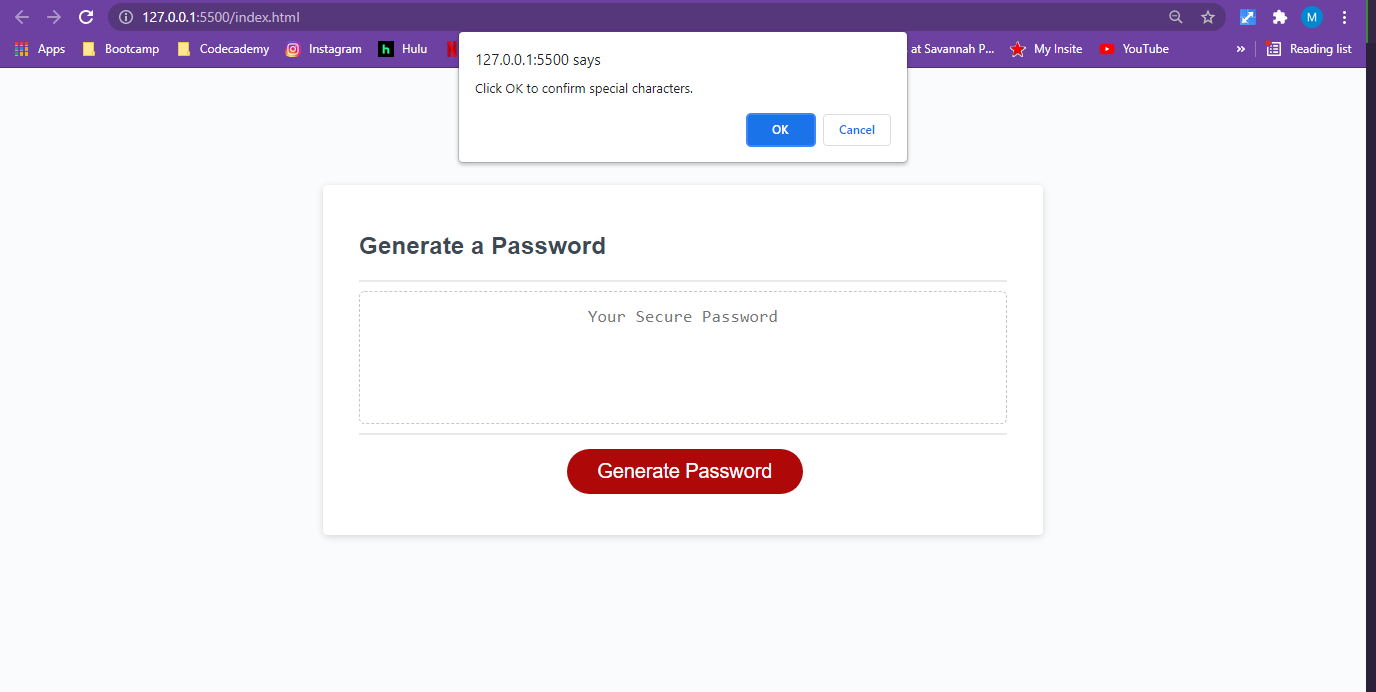 127.0.0.1:5500/index.html
M
Apps Bootcamp Codecademy Instagram h Hulu at Savannah P... My Insite YouTube » Reading list
127.0.0.1:5500 says
Click OK to confirm special characters.
OK Cancel
Generate a Password
Your Secure Password
Generate Password